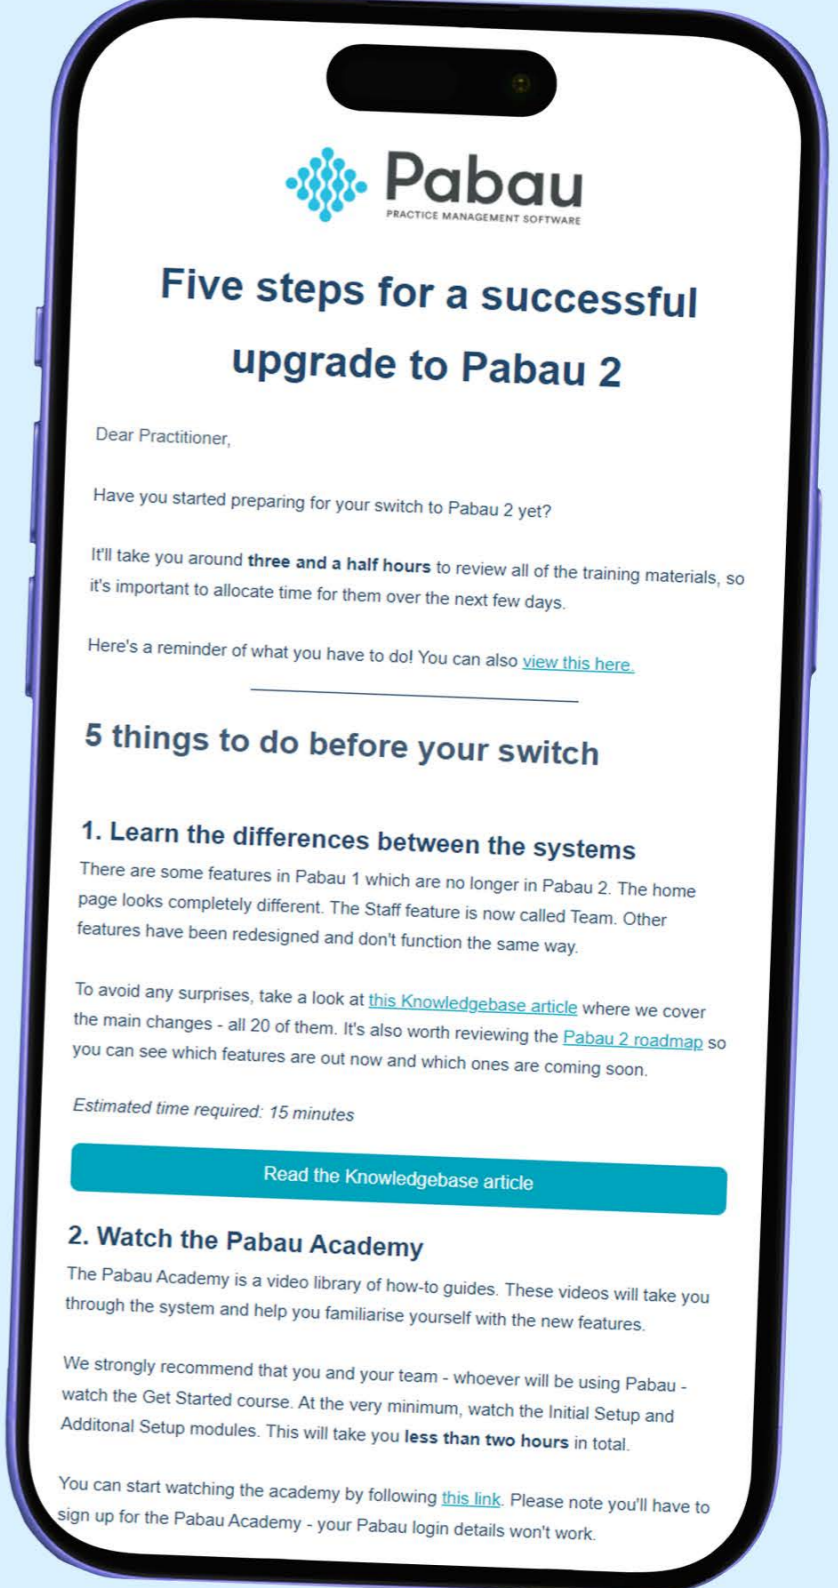 Pabau
PRACTICE MANAGEMENT SOFTWARE
Five steps for a successful
upgrade to Pabau 2
Dear Practitioner,
Have you started preparing for your switch to Pabau 2 yet?
It'll take you around three and a half hours to review all of the training materials, so
it's important to allocate time for them over the next few days.
Here's a reminder of what you have to do! You can also view this here.
5 things to do before your switch
1. Learn the differences between the systems
There are some features in Pabau 1 which are no longer in Pabau 2. The home
page looks completely different. The Staff feature is now called Team. Other
features have been redesigned and don't function the same way.
To avoid any surprises, take a look at this Knowledgebase article where we cover
the main changes - all 20 of them. It's also worth reviewing the Pabau 2 roadmap so
you can see which features are out now and which ones are coming soon.
Estimated time required: 15 minutes
Read the Knowledgebase article
2. Watch the Pabau Academy
The Pabau Academy is a video library of how-to guides. These videos will take you
through the system and help you familiarise yourself with the new features.
We strongly recommend that you and your team - whoever will be using Pabau -
watch the Get Started course. At the very minimum, watch the Initial Setup and
Additonal Setup modules. This will take you less than two hours in total.
You can start watching the academy by following this link. Please note you'll have to
sign up for the Pabau Academy - your Pabau login details won't work.